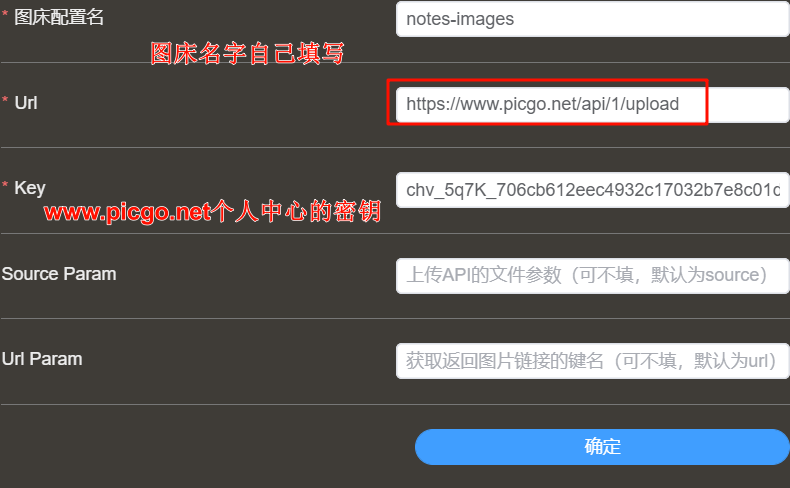 * 图床配置名
notes-images
图床名字自己填写
* Url
https://www.picgo.net/api/1/upload
* Key
chv_5q7K_706cb612eec4932c17032b7e8c01c
www.picgo.net个人中心的密钥
Source Param
上传API的文件参数（可不填，默认为source）
Url Param
获取返回图片链接的键名（可不填，默认为url）
确定